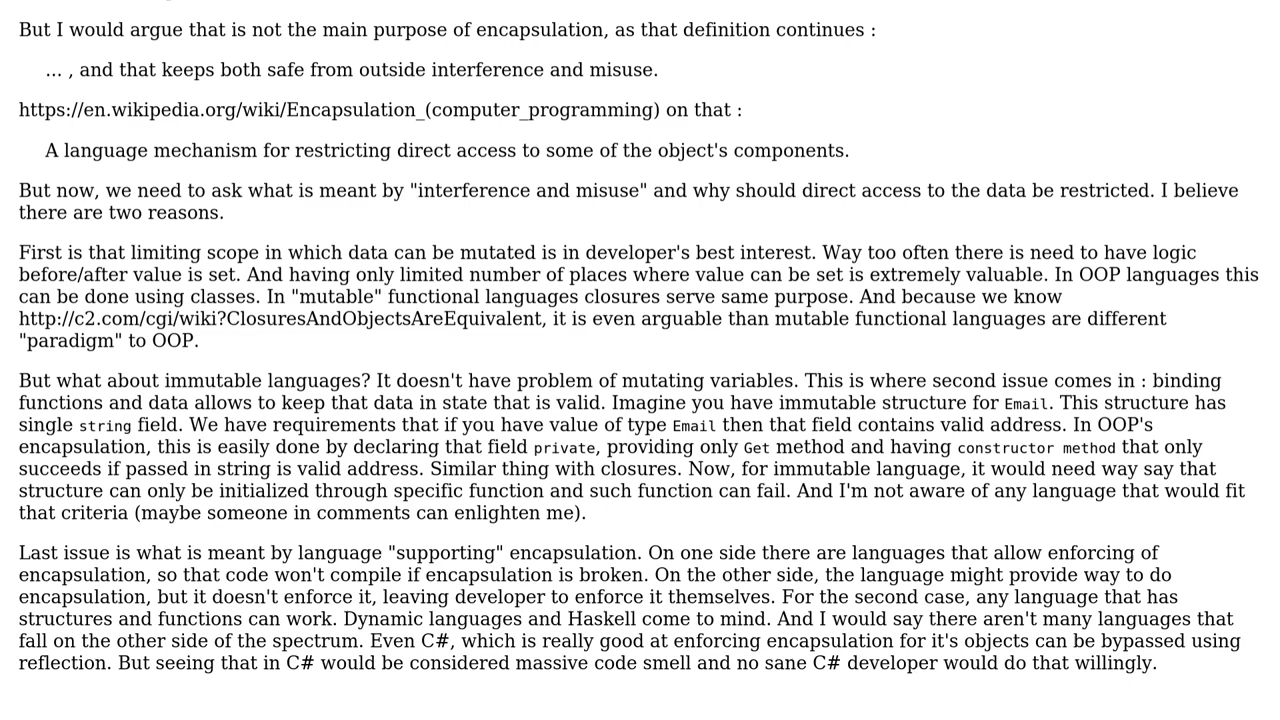 But I would argue that is not the main purpose of encapsulation, as that definition continues :
... , and that keeps both safe from outside interference and misuse.
https://en.wikipedia.org/wiki/Encapsulation_(computer_programming) on that :
A language mechanism for restricting direct access to some of the object's components.
But now, we need to ask what is meant by "interference and misuse" and why should direct access to the data be restricted. I believe
there are two reasons.
First is that limiting scope in which data can be mutated is in developer's best interest. Way too often there is need to have logic
before/after value is set. And having only limited number of places where value can be set is extremely valuable. In OOP languages this
can be done using classes. In "mutable" functional languages closures serve same purpose. And because we know
http://c2.com/cgi/wiki?ClosuresAndObjectsAreEquivalent, it is even arguable than mutable functional languages are different
"paradigm" to OOP.
But what about immutable languages? It doesn't have problem of mutating variables. This is where second issue comes in : binding
functions and data allows to keep that data in state that is valid. Imagine you have immutable structure for Email. This structure has
single string field. We have requirements that if you have value of type Email then that field contains valid address. In OOP's
encapsulation, this is easily done by declaring that field private, providing only Get method and having constructor method that only
succeeds if passed in string is valid address. Similar thing with closures. Now, for immutable language, it would need way say that
structure can only be initialized through specific function and such function can fail. And I'm not aware of any language that would fit
that criteria (maybe someone in comments can enlighten me).
Last issue is what is meant by language "supporting" encapsulation. On one side there are languages that allow enforcing of
encapsulation, so that code won't compile if encapsulation is broken. On the other side, the language might provide way to do
encapsulation, but it doesn't enforce it, leaving developer to enforce it themselves. For the second case, any language that has
structures and functions can work. Dynamic languages and Haskell come to mind. And I would say there aren't many languages that
fall on the other side of the spectrum. Even C#, which is really good at enforcing encapsulation for it's objects can be bypassed using
reflection. But seeing that in C# would be considered massive code smell and no sane C# developer would do that willingly.